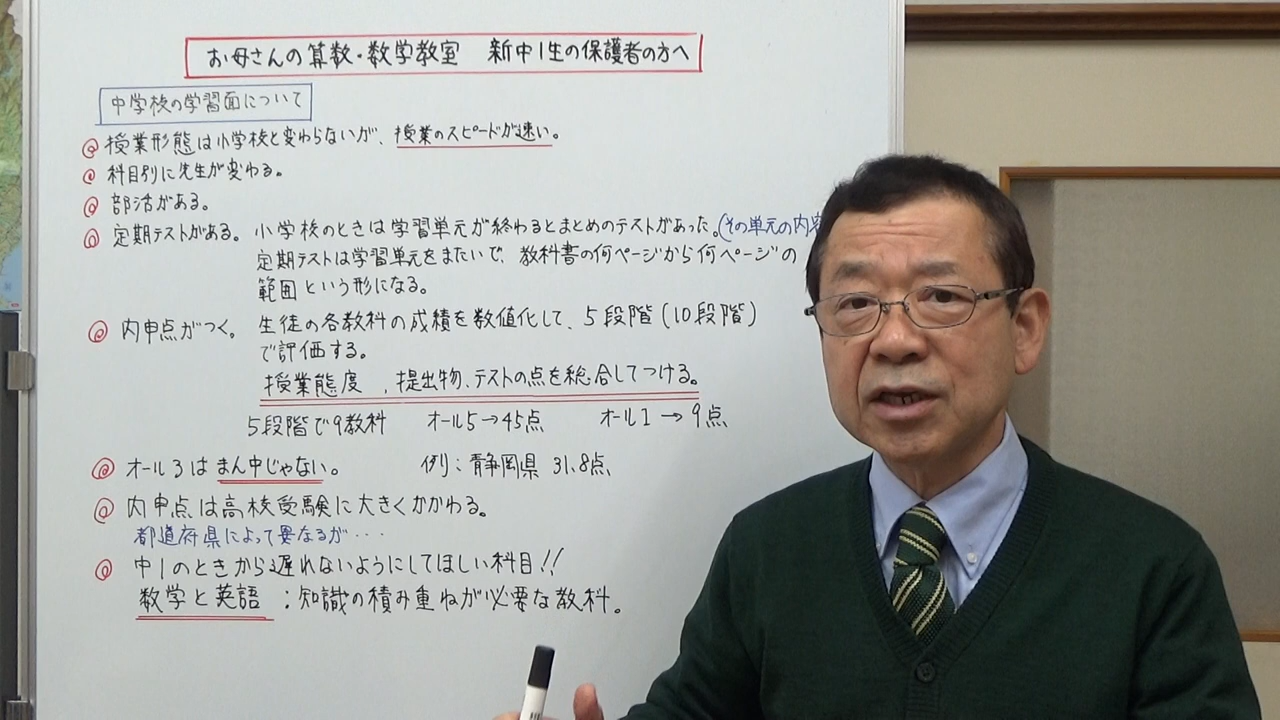 お母さんの算数・数学教室 新中1生の保護者の方へ
中学校の学習面について
◎ 授業形態は小学校と変わらないが、授業のスピードが速い。
◎ 科目別に先生が変わる。
◎ 部活がある。
◎ 定期テストがある。 小学校のときは学習単元が終わるとまとめのテストがあった。(その単元の内容
定期テストは学習単元をまたいで、教科書の何ページから何ページの
範囲という形になる。
◎ 内申点がつく。 生徒の各教科の成績を数値化して、5段階(10段階)
で評価する。
授業態度、提出物、テストの点を総合してつける。
5段階で9教科 オール5→45点 オール1→9点
◎ オール3はまん中じゃない。 例:静岡県 31.8点
◎ 内申点は高校受験に大きくかかわる。
都道府県によって異なるが・・・
◎ 中1のときから遅れないようにしてほしい科目!!
数学と英語:知識の積み重ねが必要な教科。